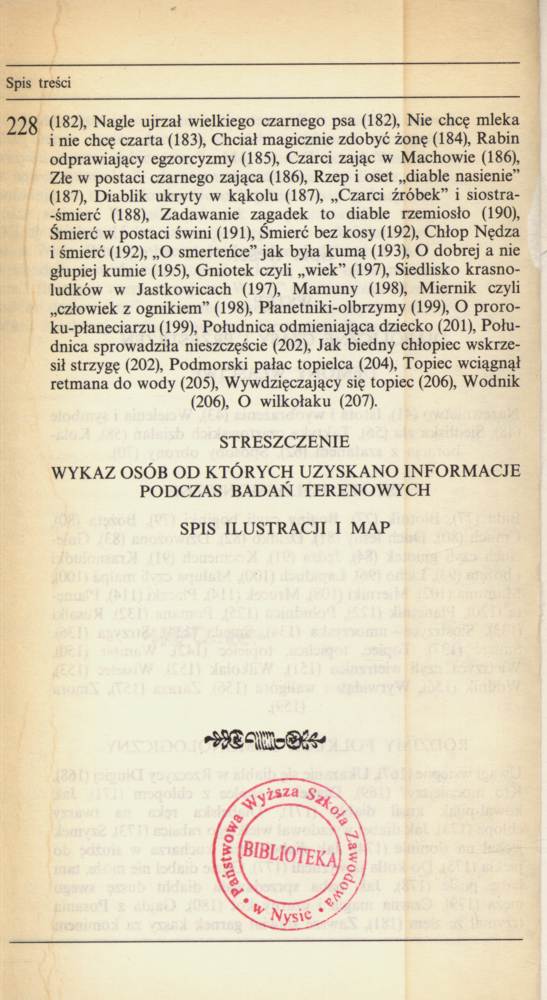 Spis treści
228
(182), Nagle ujrzał wielkiego czarnego psa (182), Nie chcę mleka
i nie chcę czarta (183), Chciał magicznie zdobyć żonę (184), Rabin
odprawiający egzorcyzmy (185), Czarci zając w Machowie (186),
Złe w postaci czarnego zająca (186), Rzep i oset „diable nasienie”
(187), Diablik ukryty w kąkolu (187), „Czarci źróbek” i siostra-
-śmierć (188), Zadawanie zagadek to diable rzemiosło (190),
Śmierć w postaci świni (191), Śmierć bez kosy (192), Chłop Nędza
i śmierć (192), „O smerteńce” jak była kumą (193), O dobrej a nie
głupiej kumie (195), Gniotek czyli „wiek” (197), Siedlisko krasno-
ludków w Jastkowicach (197), Mamuny (198), Miernik czyli
„człowiek z ognikiem” (198), Płanetniki-olbrzymy (199), O proro-
ku-płaneciarzu (199), Południca odmieniająca dziecko (201), Połu-
dnica sprowadziła nieszczęście (202), Jak biedny chłopiec wskrze-
sił strzygę (202), Podmorski pałac topielca (204), Topiec wciągnął
retmana do wody (205), Wywdzięczający się topiec (206), Wodnik
(206), O wilkołaku (207).
STRESZCZENIE
WYKAZ OSÓB OD KTÓRYCH UZYSKANO INFORMACJE
PODCZAS BADAŃ TERENOWYCH
SPIS ILUSTRACJI I MAP
Państwowa Wyższa Szkoła Zawodowa
BIBLIOTEKA
w Nysie